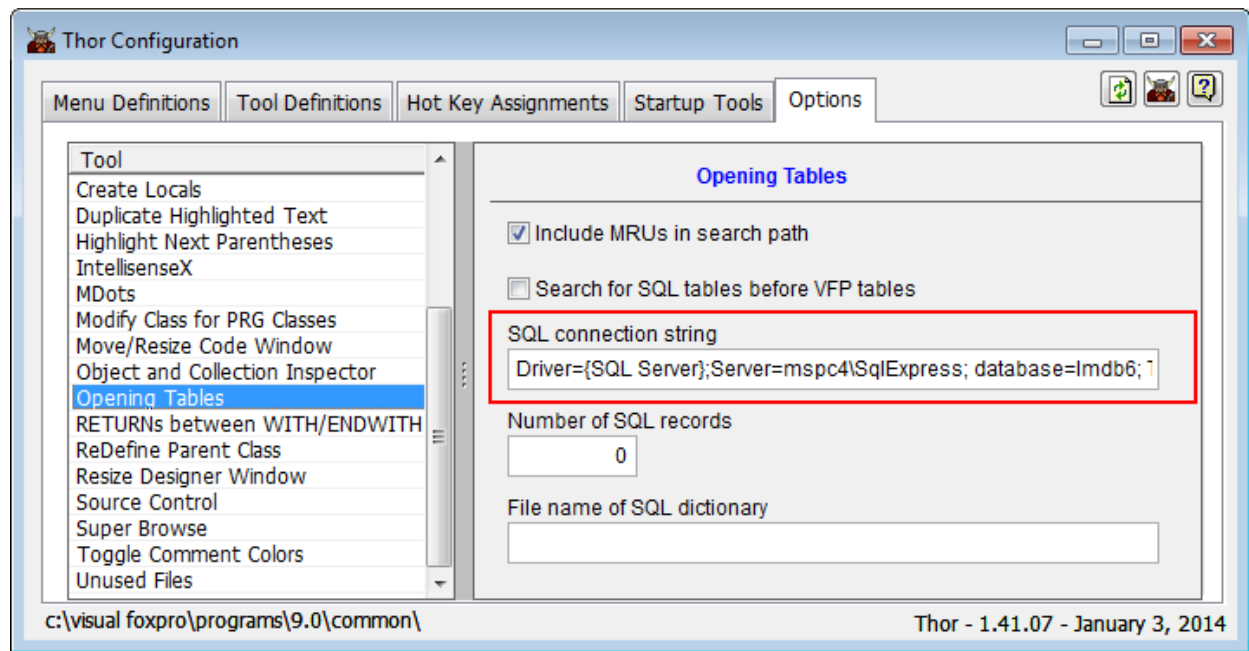 Thor Configuration
Menu Definitions Tool Definitions Hot Key Assignments Startup Tools Options
Tool
Create Locals
Duplicate Highlighted Text
Highlight Next Parentheses
IntellisenseX
MDots
Modify Class for PRG Classes
Move/Resize Code Window
Object and Collection Inspector
Opening Tables
RETURNs between WITH/ENDWITH
ReDefine Parent Class
Resize Designer Window
Source Control
Super Browse
Toggle Comment Colors
Unused Files
Opening Tables
Include MRUs in search path
Search for SQL tables before VFP tables
SQL connection string
Driver={SQL Server};Server=mspc4\SqlExpress; database=lmdb6;
Number of SQL records
0
File name of SQL dictionary
c:\visual foxpro\programs\9.0\common\
Thor - 1.41.07 - January 3, 2014